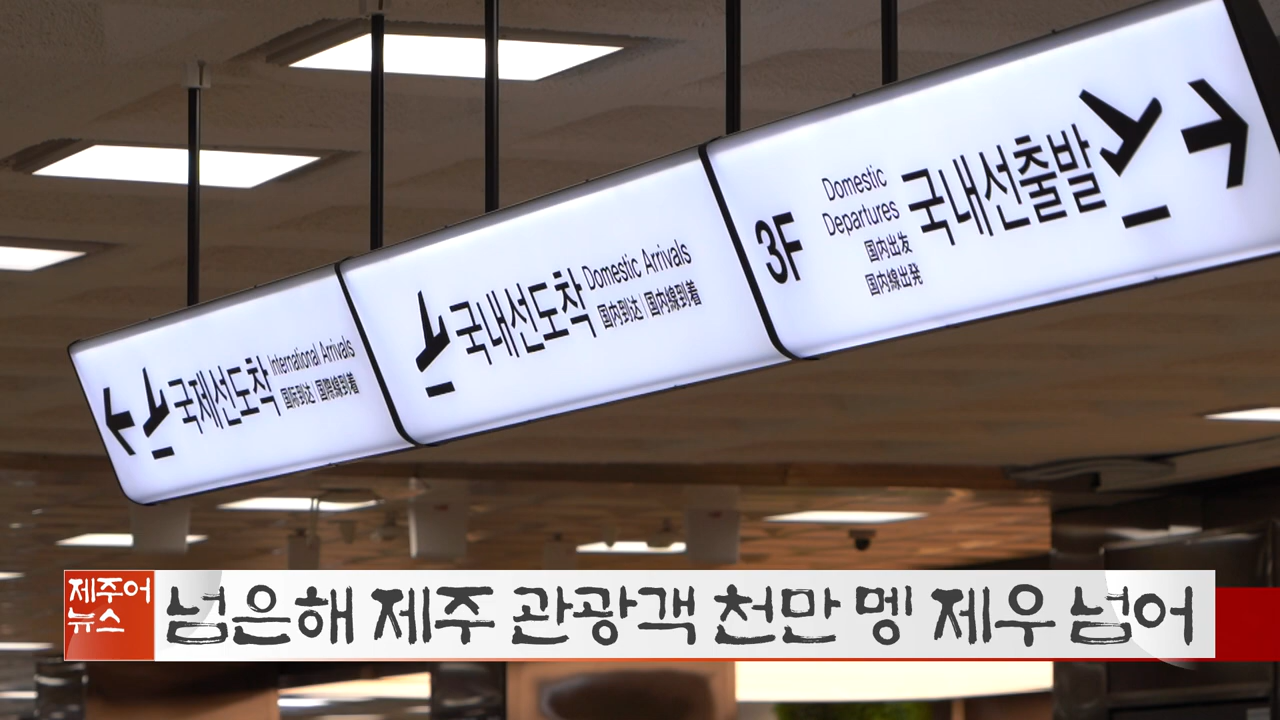 국제선도착
International Arrivals
国际到达 | 国際線到着
국내선도착
Domestic Arrivals
国内到达 | 国内線到着
3F
Domestic
Departures
国内出发
国内線出発
국내선출발
제주어
뉴스
넘은해 제주 관광객 천만 멩 제우 넘어